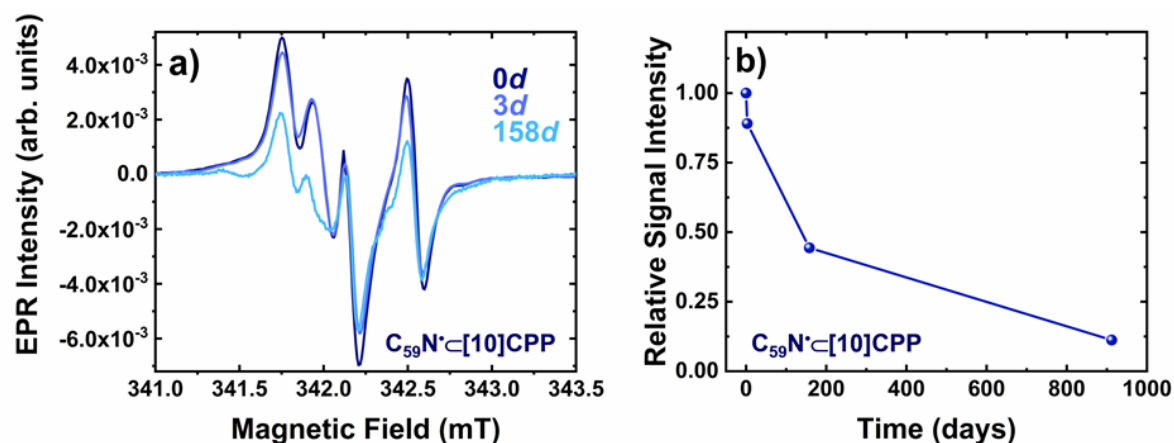 a)
EPR Intensity (arb. units)
4.0x10⁻³
2.0x10⁻³
0.0
-2.0x10⁻³
-4.0x10⁻³
-6.0x10⁻³
0d
3d
158d
C₅₉N•⊂[10]CPP
341.0 341.5 342.0 342.5 343.0 343.5
Magnetic Field (mT)
b)
Relative Signal Intensity
1.00
0.75
0.50
0.25
0.00
C₅₉N•⊂[10]CPP
0 200 400 600 800 1000
Time (days)